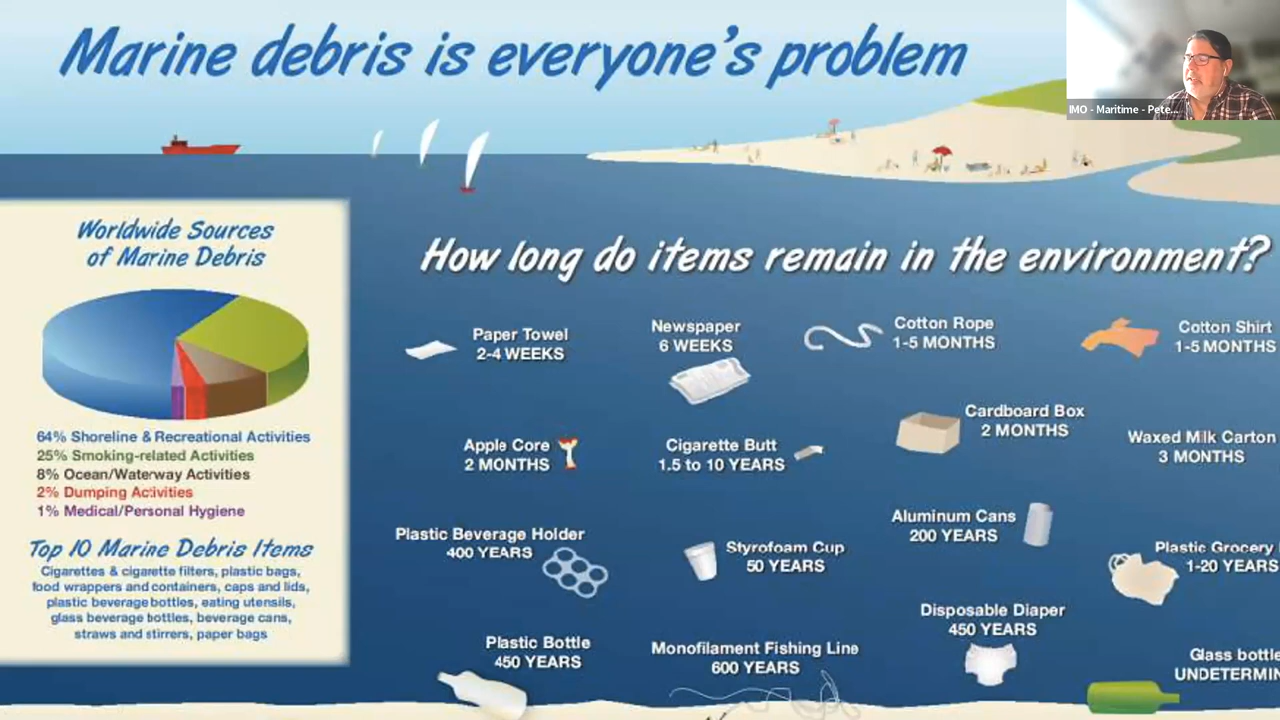 Marine debris is everyone's problem
IMO - Maritime - Pete...
Worldwide Sources
of Marine Debris
64% Shoreline & Recreational Activities
25% Smoking-related Activities
8% Ocean/Waterway Activities
2% Dumping Activities
1% Medical/Personal Hygiene
Top 10 Marine Debris Items
Cigarettes & cigarette filters, plastic bags,
food wrappers and containers, caps and lids,
plastic beverage bottles, eating utensils,
glass beverage bottles, beverage cans,
straws and stirrers, paper bags
How long do items remain in the environment?
Paper Towel
2-4 WEEKS
Newspaper
6 WEEKS
Cotton Rope
1-5 MONTHS
Cotton Shirt
1-5 MONTHS
Apple Core
2 MONTHS
Cigarette Butt
1.5 to 10 YEARS
Cardboard Box
2 MONTHS
Waxed Milk Carton
3 MONTHS
Plastic Beverage Holder
400 YEARS
Styrofoam Cup
50 YEARS
Aluminum Cans
200 YEARS
Plastic Grocery
1-20 YEARS
Plastic Bottle
450 YEARS
Monofilament Fishing Line
600 YEARS
Disposable Diaper
450 YEARS
Glass bottle
UNDETERMIN